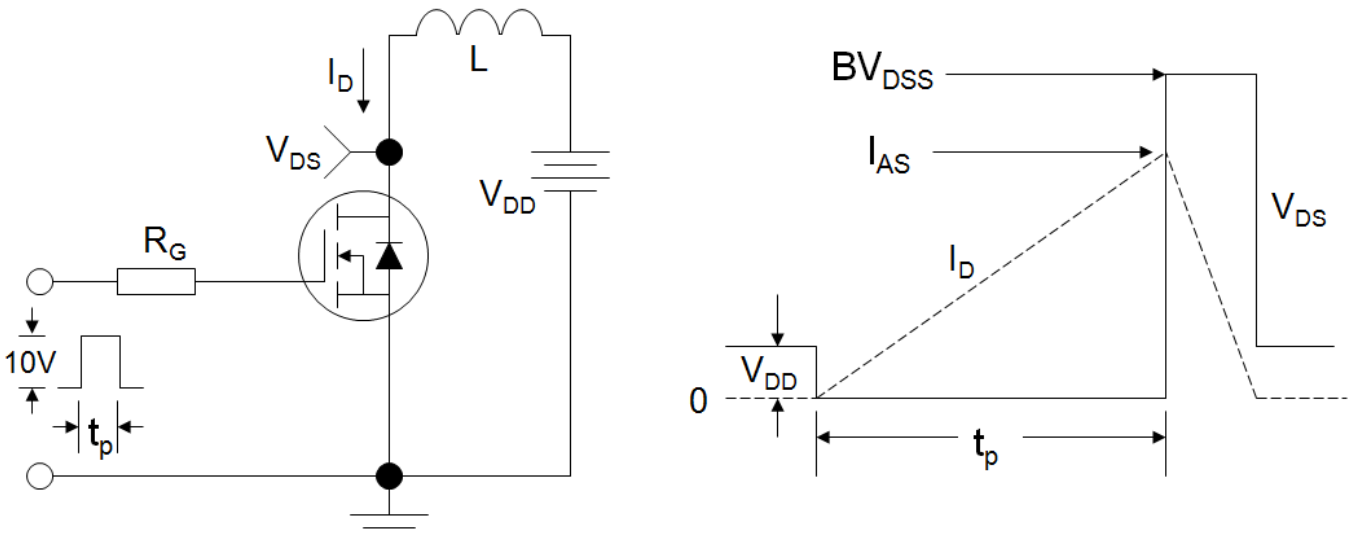 I_D
L
V_DS
V_DD
R_G
10V
t_p
BV_DSS
I_AS
V_DS
I_D
V_DD
0
t_p